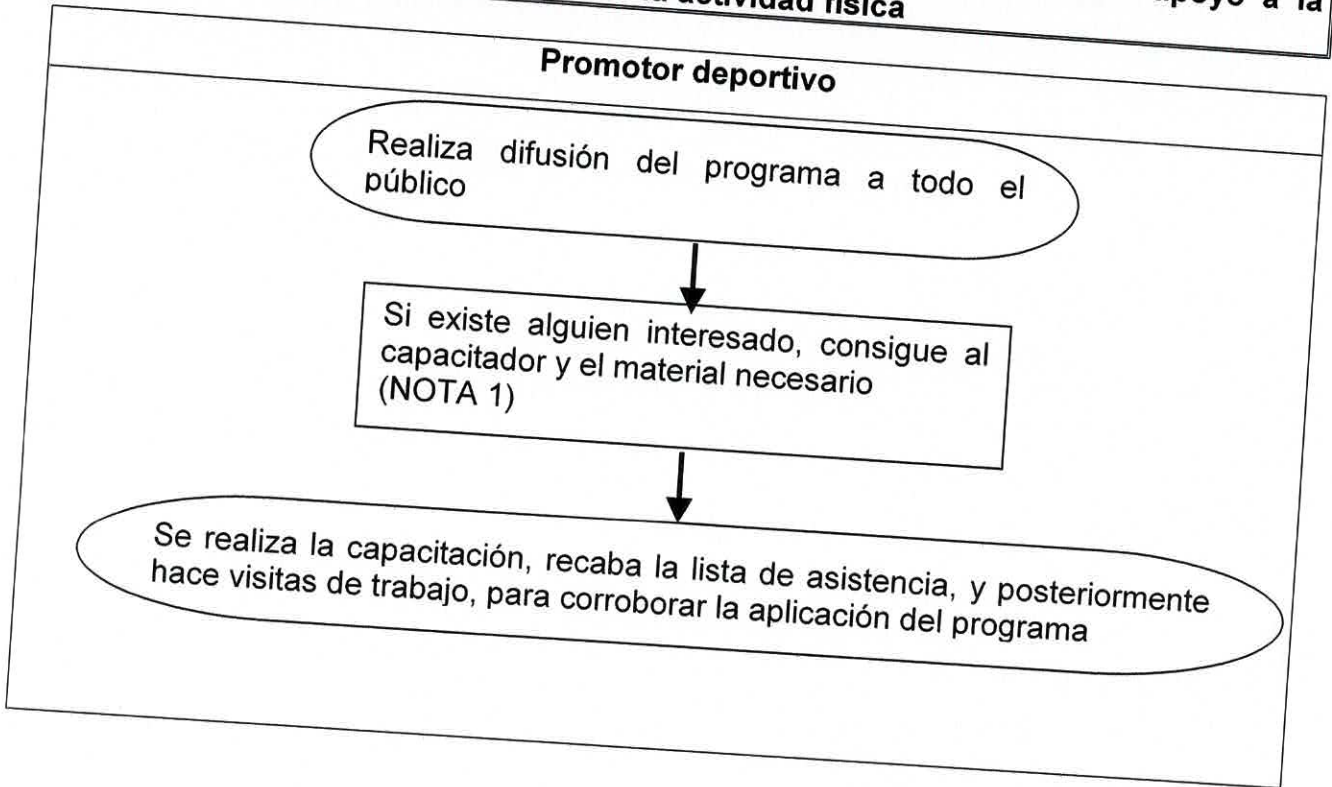 apoyo a la
actividad física
Promotor deportivo
Realiza difusión del programa a todo el
público
Si existe alguien interesado, consigue al
capacitador y el material necesario
(NOTA 1)
Se realiza la capacitación, recaba la lista de asistencia, y posteriormente
hace visitas de trabajo, para corroborar la aplicación del programa